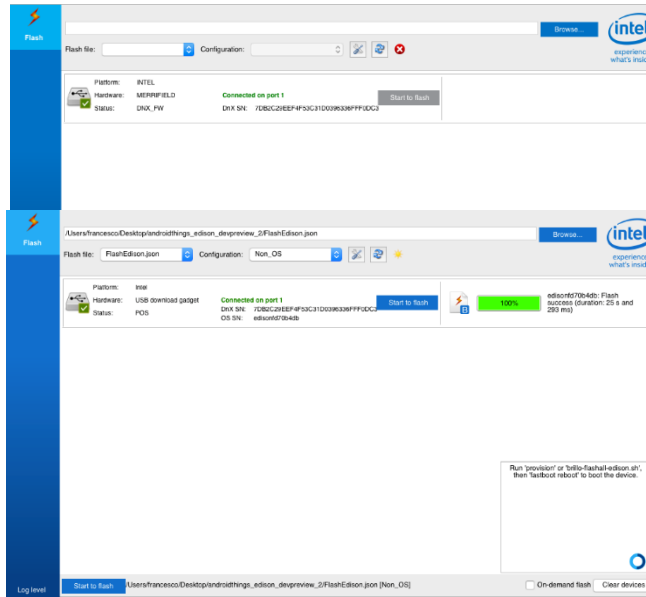 Flash
Browse...
intel
experience
what's inside
Flash file:
Configuration:
Platform: INTEL
Hardware: MERRIFIELD Connected on port 1 Start to flash
Status: DNX_FW DnX SN: 7DB2C29EEF4F53C31D0396336FFF0DC3
Flash
/Users/francesco/Desktop/androidthings_edison_devpreview_2/FlashEdison.json
Browse...
intel
experience
what's inside
Flash file: FlashEdison.json Configuration: Non_OS
Platform: Intel
Hardware: USB download gadget Connected on port 1 Start to flash
Status: POS DnX SN: 7DB2C29EEF4F53C31D0396336FFF0DC3
OS SN: edisonfd70b4db
100%
edisonfd70b4db: Flash
success (duration: 25 s and
293 ms)
Run 'provision' or 'brillo-flashall-edison.sh',
then 'fastboot reboot' to boot the device.
Log level
Start to flash /Users/francesco/Desktop/androidthings_edison_devpreview_2/FlashEdison.json [Non_OS]
On-demand flash Clear devices